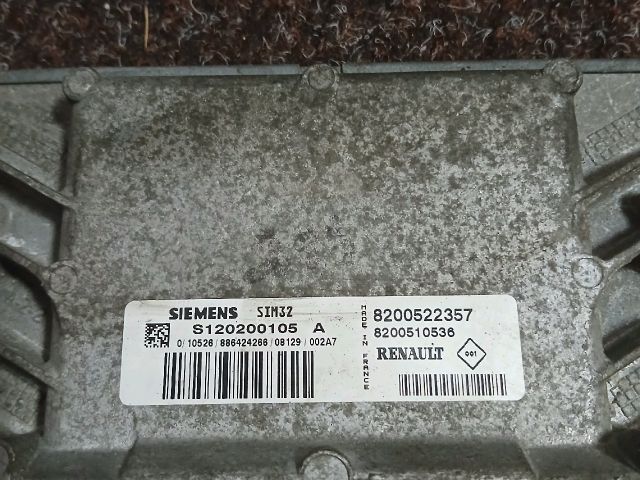 SIEMENS SIM32
S120200105 A
0/10526/886424266/08129/002A7
MADE IN FRANCE
8200522357
8200510536
RENAULT 001